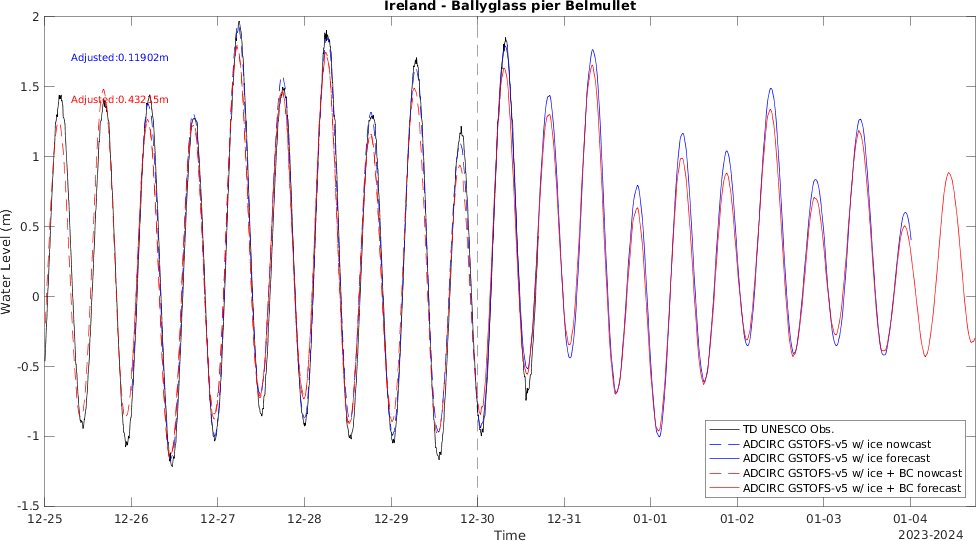 Ireland - Ballyglass pier Belmullet
2
1.5
1
0.5
0
-0.5
-1
-1.5
Water Level (m)
Adjusted:0.11902m
Adjusted:0.43215m
TD UNESCO Obs.
ADCIRC GSTOFS-v5 w/ ice nowcast
ADCIRC GSTOFS-v5 w/ ice forecast
ADCIRC GSTOFS-v5 w/ ice + BC nowcast
ADCIRC GSTOFS-v5 w/ ice + BC forecast
12-25 12-26 12-27 12-28 12-29 12-30 12-31 01-01 01-02 01-03 01-04
Time
2023-2024